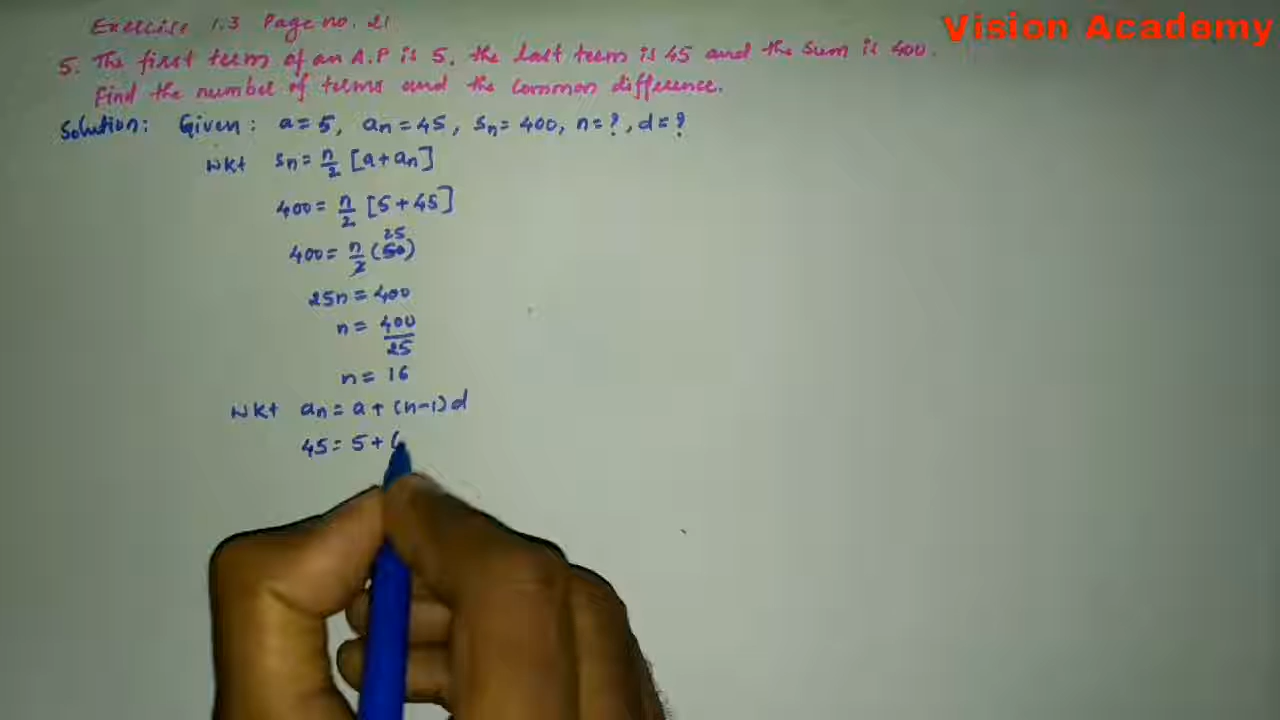 Exercise 1.3 Page no. 21
Vision Academy
5. The first term of an A.P is 5, the last term is 45 and the sum is 400.
Find the number of terms and the common difference.
Solution: Given: a = 5, an = 45, Sn = 400, n = ?, d = ?
WKT Sn = n/2 [a + an]
400 = n/2 [5 + 45]
25
400 = n/2 (50)
25n = 400
n = 400/25
n = 16
WKT an = a + (n-1) d
45 = 5 + (